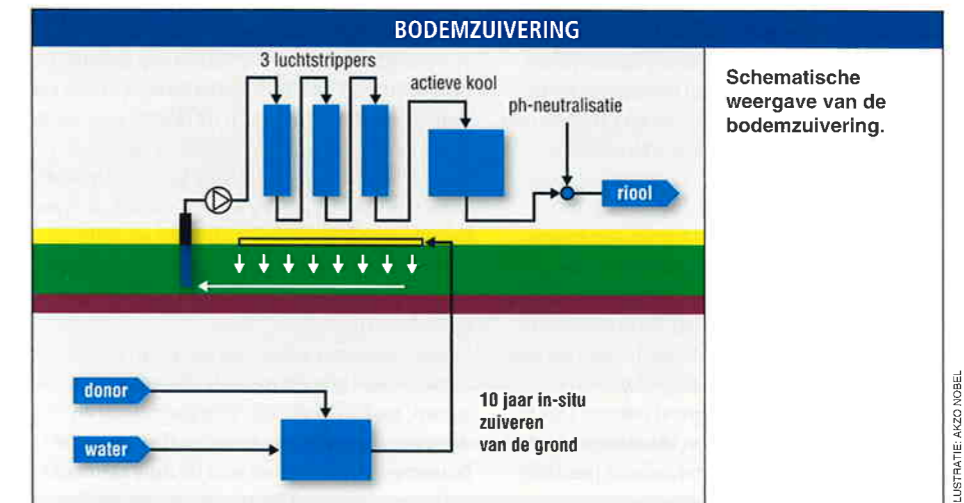 BODEMZUIVERING
3 luchtstrippers
actieve kool
ph-neutralisatie
riool
Schematische
weergave van de
bodemzuivering.
donor
water
10 jaar in-situ
zuiveren
van de grond
LUSTRATIE: AKZO NOBEL